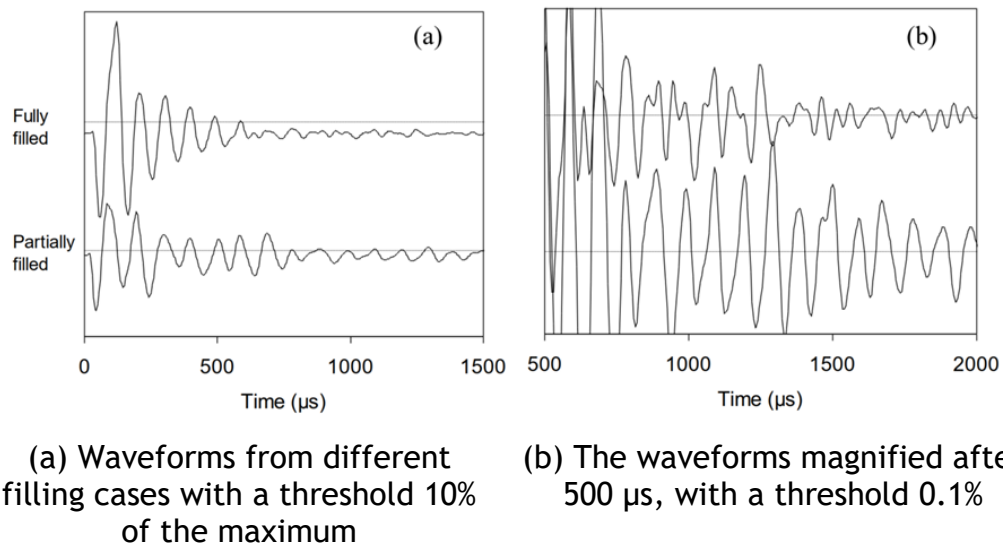 (a)
(b)
Fully
filled
Partially
filled
0
500
1000
1500
500
1000
1500
2000
Time (µs)
Time (µs)
(a) Waveforms from different
filling cases with a threshold 10%
of the maximum
(b) The waveforms magnified afte
500 µs, with a threshold 0.1%